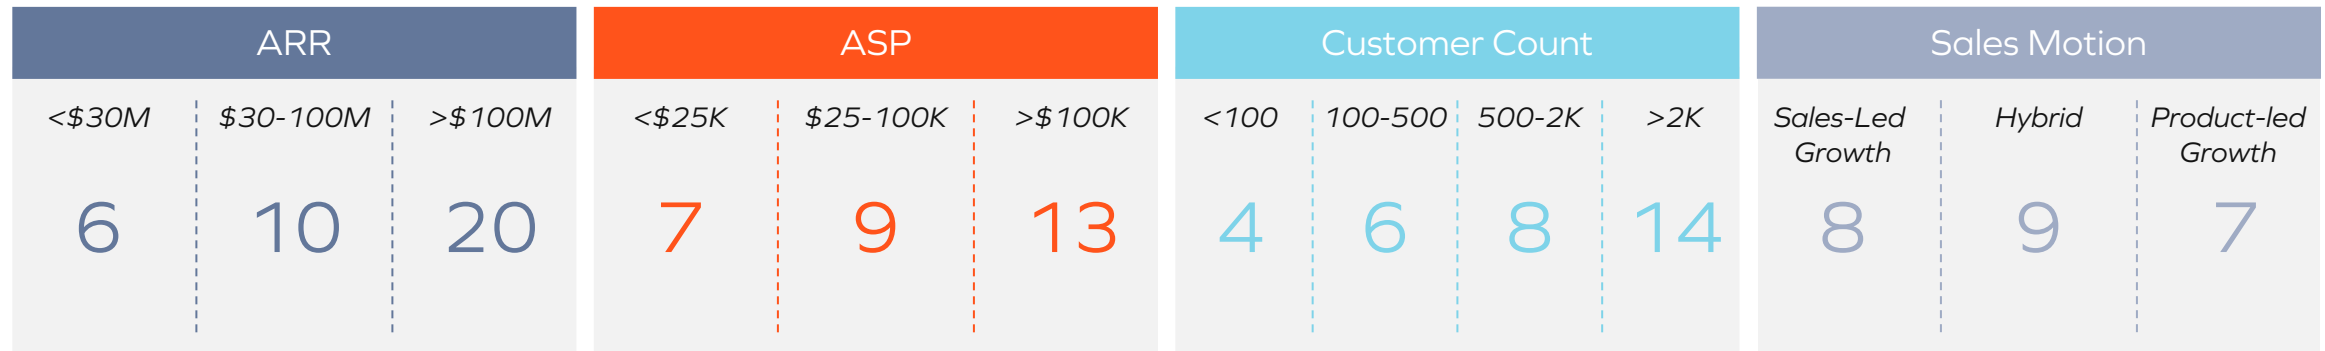 ARR
<$30M $30-100M >$100M
6 10 20
ASP
<$25K $25-100K >$100K
7 9 13
Customer Count
<100 100-500 500-2K >2K
4 6 8 14
Sales Motion
Sales-Led Growth Hybrid Product-led Growth
8 9 7